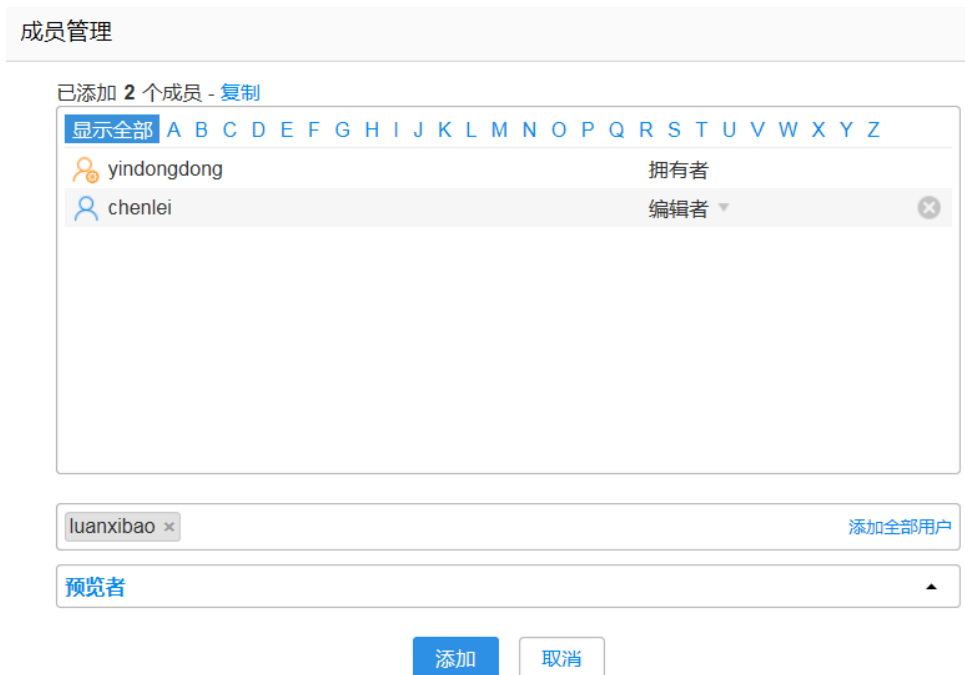 成员管理
已添加 2 个成员 - 复制
显示全部 A B C D E F G H I J K L M N O P Q R S T U V W X Y Z
yindongdong 拥有者
chenlei 编辑者
luanxibao × 添加全部用户
预览者
添加 取消